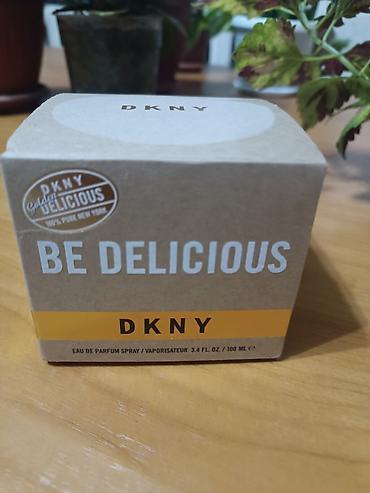 DKNY
DKNY
Golden
DELICIOUS
100% PURE NEW YORK
BE DELICIOUS
DKNY
EAU DE PARFUM SPRAY / VAPORISATEUR 3.4 FL. OZ. / 100 ML ℮